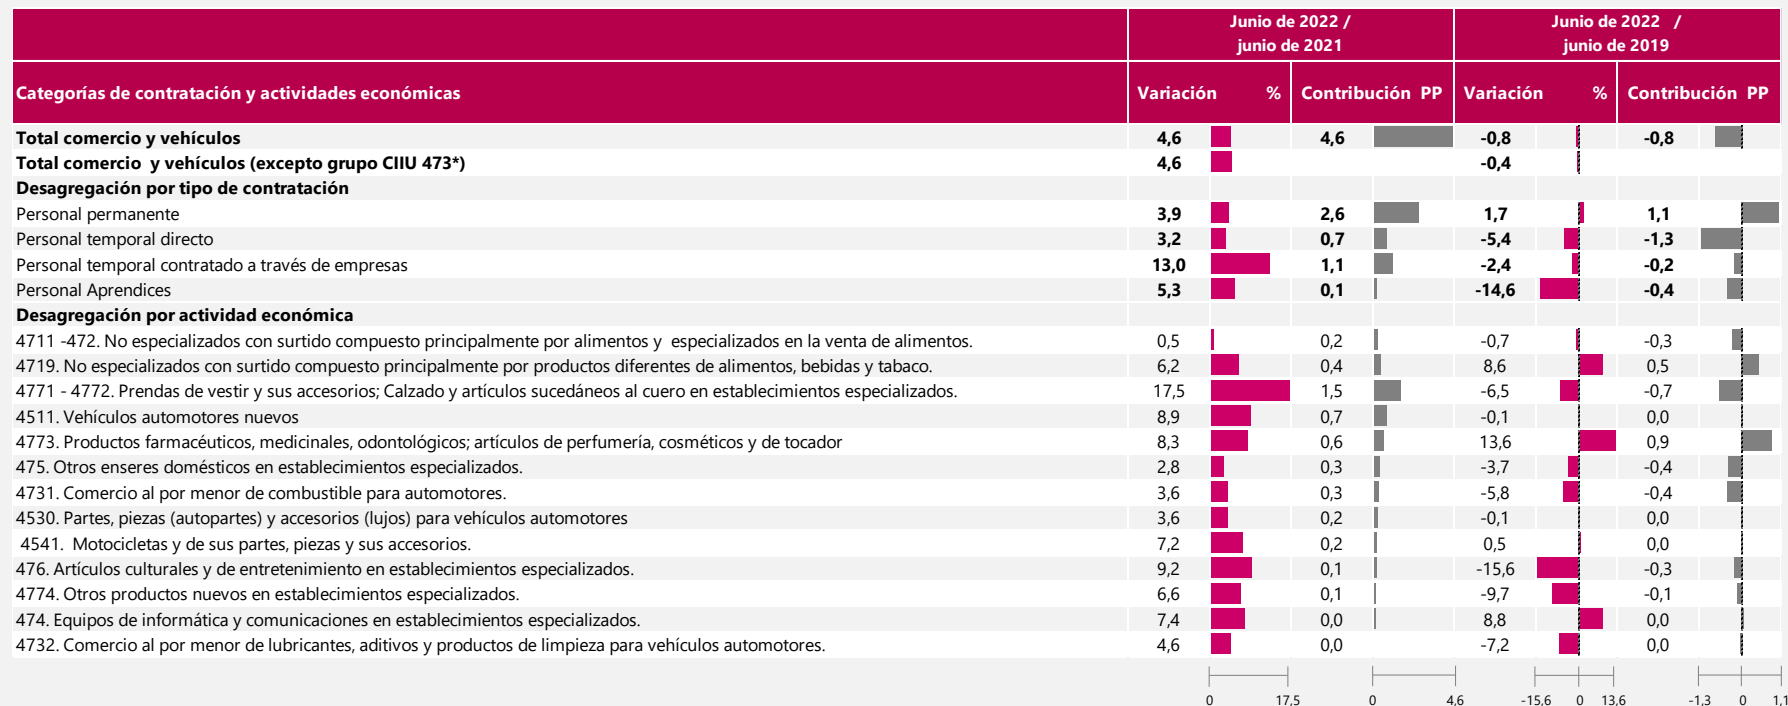 Junio de 2022 / junio de 2021 Junio de 2022 / junio de 2019
Categorías de contratación y actividades económicas Variación % Contribución PP Variación % Contribución PP
Total comercio y vehículos 4,6 4,6 -0,8 -0,8
Total comercio y vehículos (excepto grupo CIIU 473*) 4,6 -0,4
Desagregación por tipo de contratación
Personal permanente 3,9 2,6 1,7 1,1
Personal temporal directo 3,2 0,7 -5,4 -1,3
Personal temporal contratado a través de empresas 13,0 1,1 -2,4 -0,2
Personal Aprendices 5,3 0,1 -14,6 -0,4
Desagregación por actividad económica
4711 -472. No especializados con surtido compuesto principalmente por alimentos y especializados en la venta de alimentos. 0,5 0,2 -0,7 -0,3
4719. No especializados con surtido compuesto principalmente por productos diferentes de alimentos, bebidas y tabaco. 6,2 0,4 8,6 0,5
4771 - 4772. Prendas de vestir y sus accesorios; Calzado y artículos sucedáneos al cuero en establecimientos especializados. 17,5 1,5 -6,5 -0,7
4511. Vehículos automotores nuevos 8,9 0,7 -0,1 0,0
4773. Productos farmacéuticos, medicinales, odontológicos; artículos de perfumería, cosméticos y de tocador 8,3 0,6 13,6 0,9
475. Otros enseres domésticos en establecimientos especializados. 2,8 0,3 -3,7 -0,4
4731. Comercio al por menor de combustible para automotores. 3,6 0,3 -5,8 -0,4
4530. Partes, piezas (autopartes) y accesorios (lujos) para vehículos automotores 3,6 0,2 -0,1 0,0
4541. Motocicletas y de sus partes, piezas y sus accesorios. 7,2 0,2 0,5 0,0
476. Artículos culturales y de entretenimiento en establecimientos especializados. 9,2 0,1 -15,6 -0,3
4774. Otros productos nuevos en establecimientos especializados. 6,6 0,1 -9,7 -0,1
474. Equipos de informática y comunicaciones en establecimientos especializados. 7,4 0,0 8,8 0,0
4732. Comercio al por menor de lubricantes, aditivos y productos de limpieza para vehículos automotores. 4,6 0,0 -7,2 0,0
0 17,5 0 4,6 -15,6 0 13,6 -1,3 0 1,1